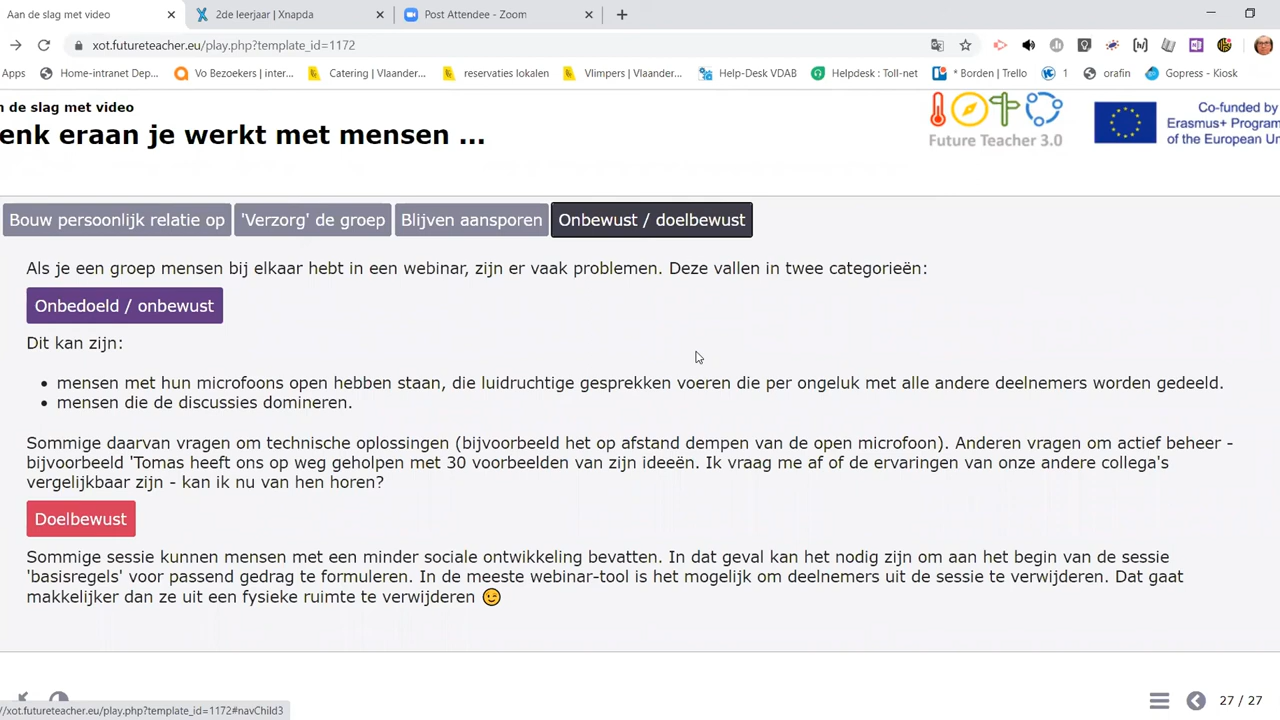 Aan de slag met video
2de leerjaar | Xnapda
Post Attendee - Zoom
xot.futureteacher.eu/play.php?template_id=1172
Apps
Home-intranet Dep...
Vo Bezoekers | inter...
Catering | Vlaander...
reservaties lokalen
Vlimpers | Vlaander...
Help-Desk VDAB
Helpdesk : Toll-net
* Borden | Trello
1
orafin
Gopress - Kiosk
n de slag met video
enk eraan je werkt met mensen ...
Future Teacher 3.0
Co-funded by
Erasmus+ Program
of the European Un
Bouw persoonlijk relatie op
'Verzorg' de groep
Blijven aansporen
Onbewust / doelbewust
Als je een groep mensen bij elkaar hebt in een webinar, zijn er vaak problemen. Deze vallen in twee categorieën:
Onbedoeld / onbewust
Dit kan zijn:
• mensen met hun microfoons open hebben staan, die luidruchtige gesprekken voeren die per ongeluk met alle andere deelnemers worden gedeeld.
• mensen die de discussies domineren.
Sommige daarvan vragen om technische oplossingen (bijvoorbeeld het op afstand dempen van de open microfoon). Anderen vragen om actief beheer -
bijvoorbeeld 'Tomas heeft ons op weg geholpen met 30 voorbeelden van zijn ideeën. Ik vraag me af of de ervaringen van onze andere collega's
vergelijkbaar zijn - kan ik nu van hen horen?
Doelbewust
Sommige sessie kunnen mensen met een minder sociale ontwikkeling bevatten. In dat geval kan het nodig zijn om aan het begin van de sessie
'basisregels' voor passend gedrag te formuleren. In de meeste webinar-tool is het mogelijk om deelnemers uit de sessie te verwijderen. Dat gaat
makkelijker dan ze uit een fysieke ruimte te verwijderen 😉
//xot.futureteacher.eu/play.php?template_id=1172#navChild3
27 / 27